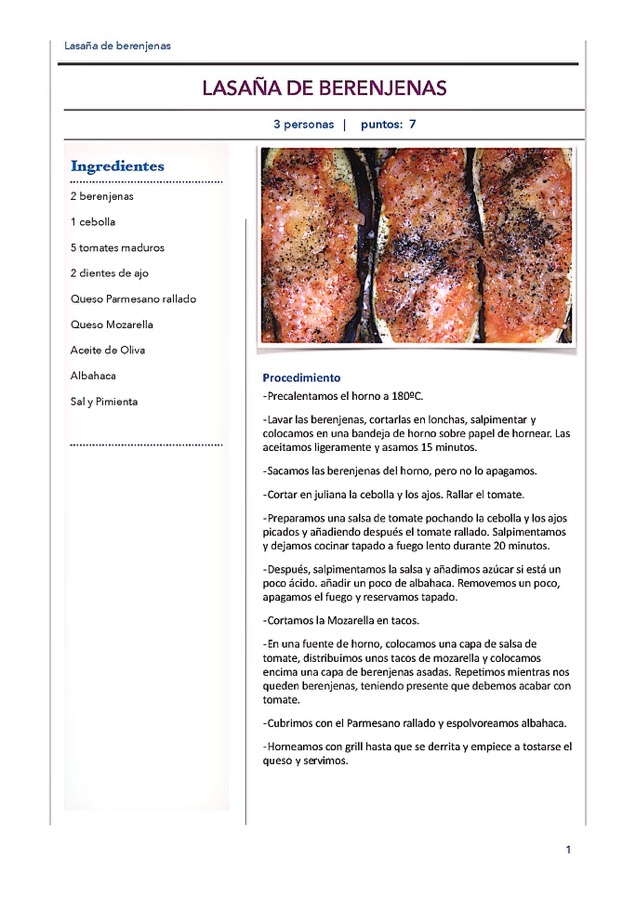 Lasaña de berenjenas
LASAÑA DE BERENJENAS
3 personas | puntos: 7
Ingredientes
2 berenjenas
1 cebolla
5 tomates maduros
2 dientes de ajo
Queso Parmesano rallado
Queso Mozarella
Aceite de Oliva
Albahaca
Sal y Pimienta
Procedimiento
-Precalentamos el horno a 180ºC.
-Lavar las berenjenas, cortarlas en lonchas, salpimentar y
colocamos en una bandeja de horno sobre papel de hornear. Las
aceitamos ligeramente y asamos 15 minutos.
-Sacamos las berenjenas del horno, pero no lo apagamos.
-Cortar en juliana la cebolla y los ajos. Rallar el tomate.
-Preparamos una salsa de tomate pochando la cebolla y los ajos
picados y añadiendo después el tomate rallado. Salpimentamos
y dejamos cocinar tapado a fuego lento durante 20 minutos.
-Después, salpimentamos la salsa y añadimos azúcar si está un
poco ácido. añadir un poco de albahaca. Removemos un poco,
apagamos el fuego y reservamos tapado.
-Cortamos la Mozarella en tacos.
-En una fuente de horno, colocamos una capa de salsa de
tomate, distribuimos unos tacos de mozarella y colocamos
encima una capa de berenjenas asadas. Repetimos mientras nos
queden berenjenas, teniendo presente que debemos acabar con
tomate.
-Cubrimos con el Parmesano rallado y espolvoreamos albahaca.
-Horneamos con grill hasta que se derrita y empiece a tostarse el
queso y servimos.
1